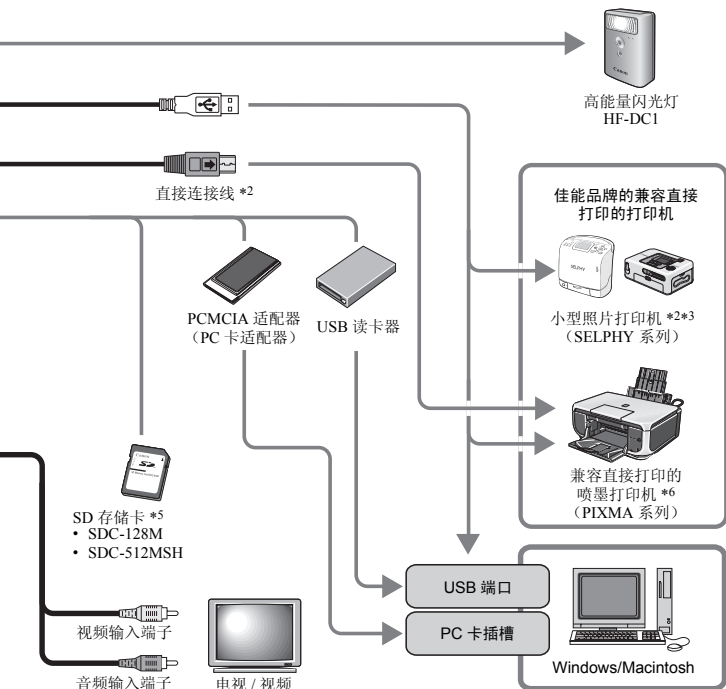 高能量闪光灯
HF-DC1
直接连接线 *2
佳能品牌的兼容直接
打印的打印机
小型照片打印机 *2*3
（SELPHY 系列）
PCMCIA 适配器
（PC 卡适配器）
USB 读卡器
兼容直接打印的
喷墨打印机 *6
（PIXMA 系列）
SD 存储卡 *5
• SDC-128M
• SDC-512MSH
USB 端口
PC 卡插槽
Windows/Macintosh
视频输入端子
音频输入端子
电视 / 视频